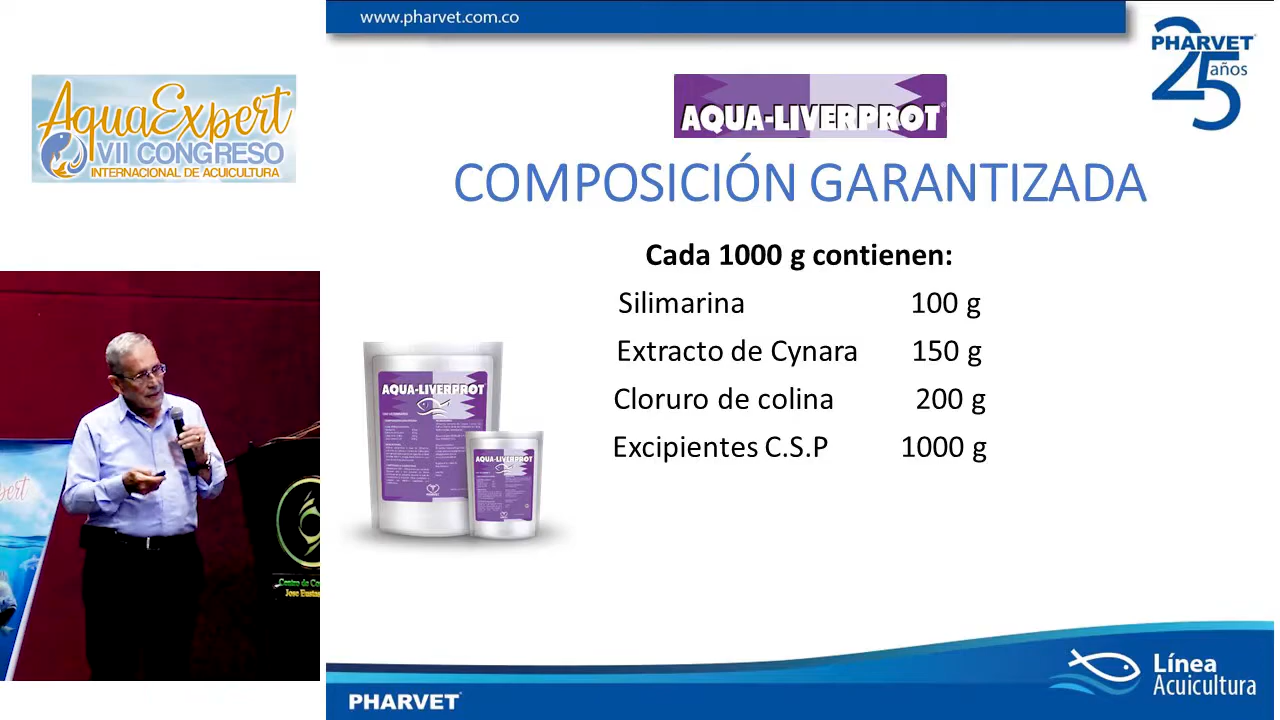 www.pharvet.com.co
PHARVET
25 años
AquaExpert
VII CONGRESO
INTERNACIONAL DE ACUICULTURA
AQUA-LIVERPROT®
COMPOSICIÓN GARANTIZADA
Cada 1000 g contienen:
Silimarina 100 g
Extracto de Cynara 150 g
Cloruro de colina 200 g
Excipientes C.S.P 1000 g
AQUA-LIVERPROT
AQUA-LIVERPROT
PHARVET
Línea
Acuicultura